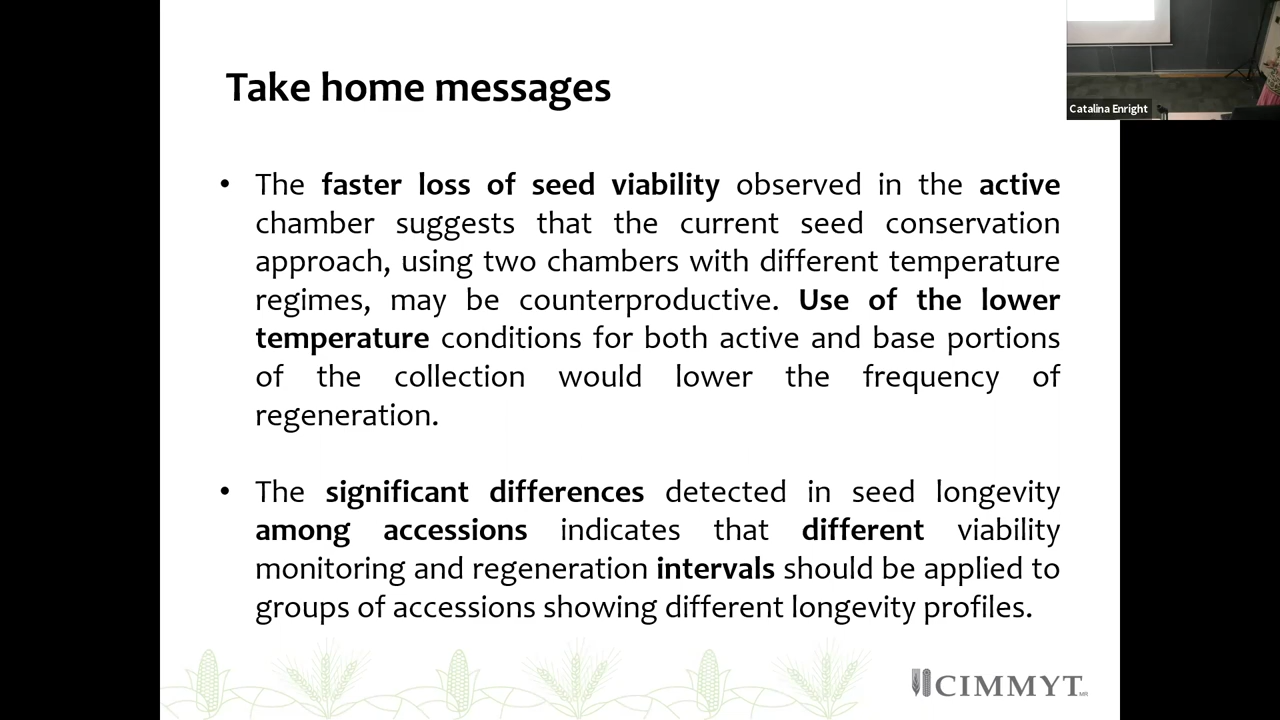 Take home messages
Catalina Enright
• The faster loss of seed viability observed in the active
chamber suggests that the current seed conservation
approach, using two chambers with different temperature
regimes, may be counterproductive. Use of the lower
temperature conditions for both active and base portions
of the collection would lower the frequency of
regeneration.
• The significant differences detected in seed longevity
among accessions indicates that different viability
monitoring and regeneration intervals should be applied to
groups of accessions showing different longevity profiles.
CIMMYT MR